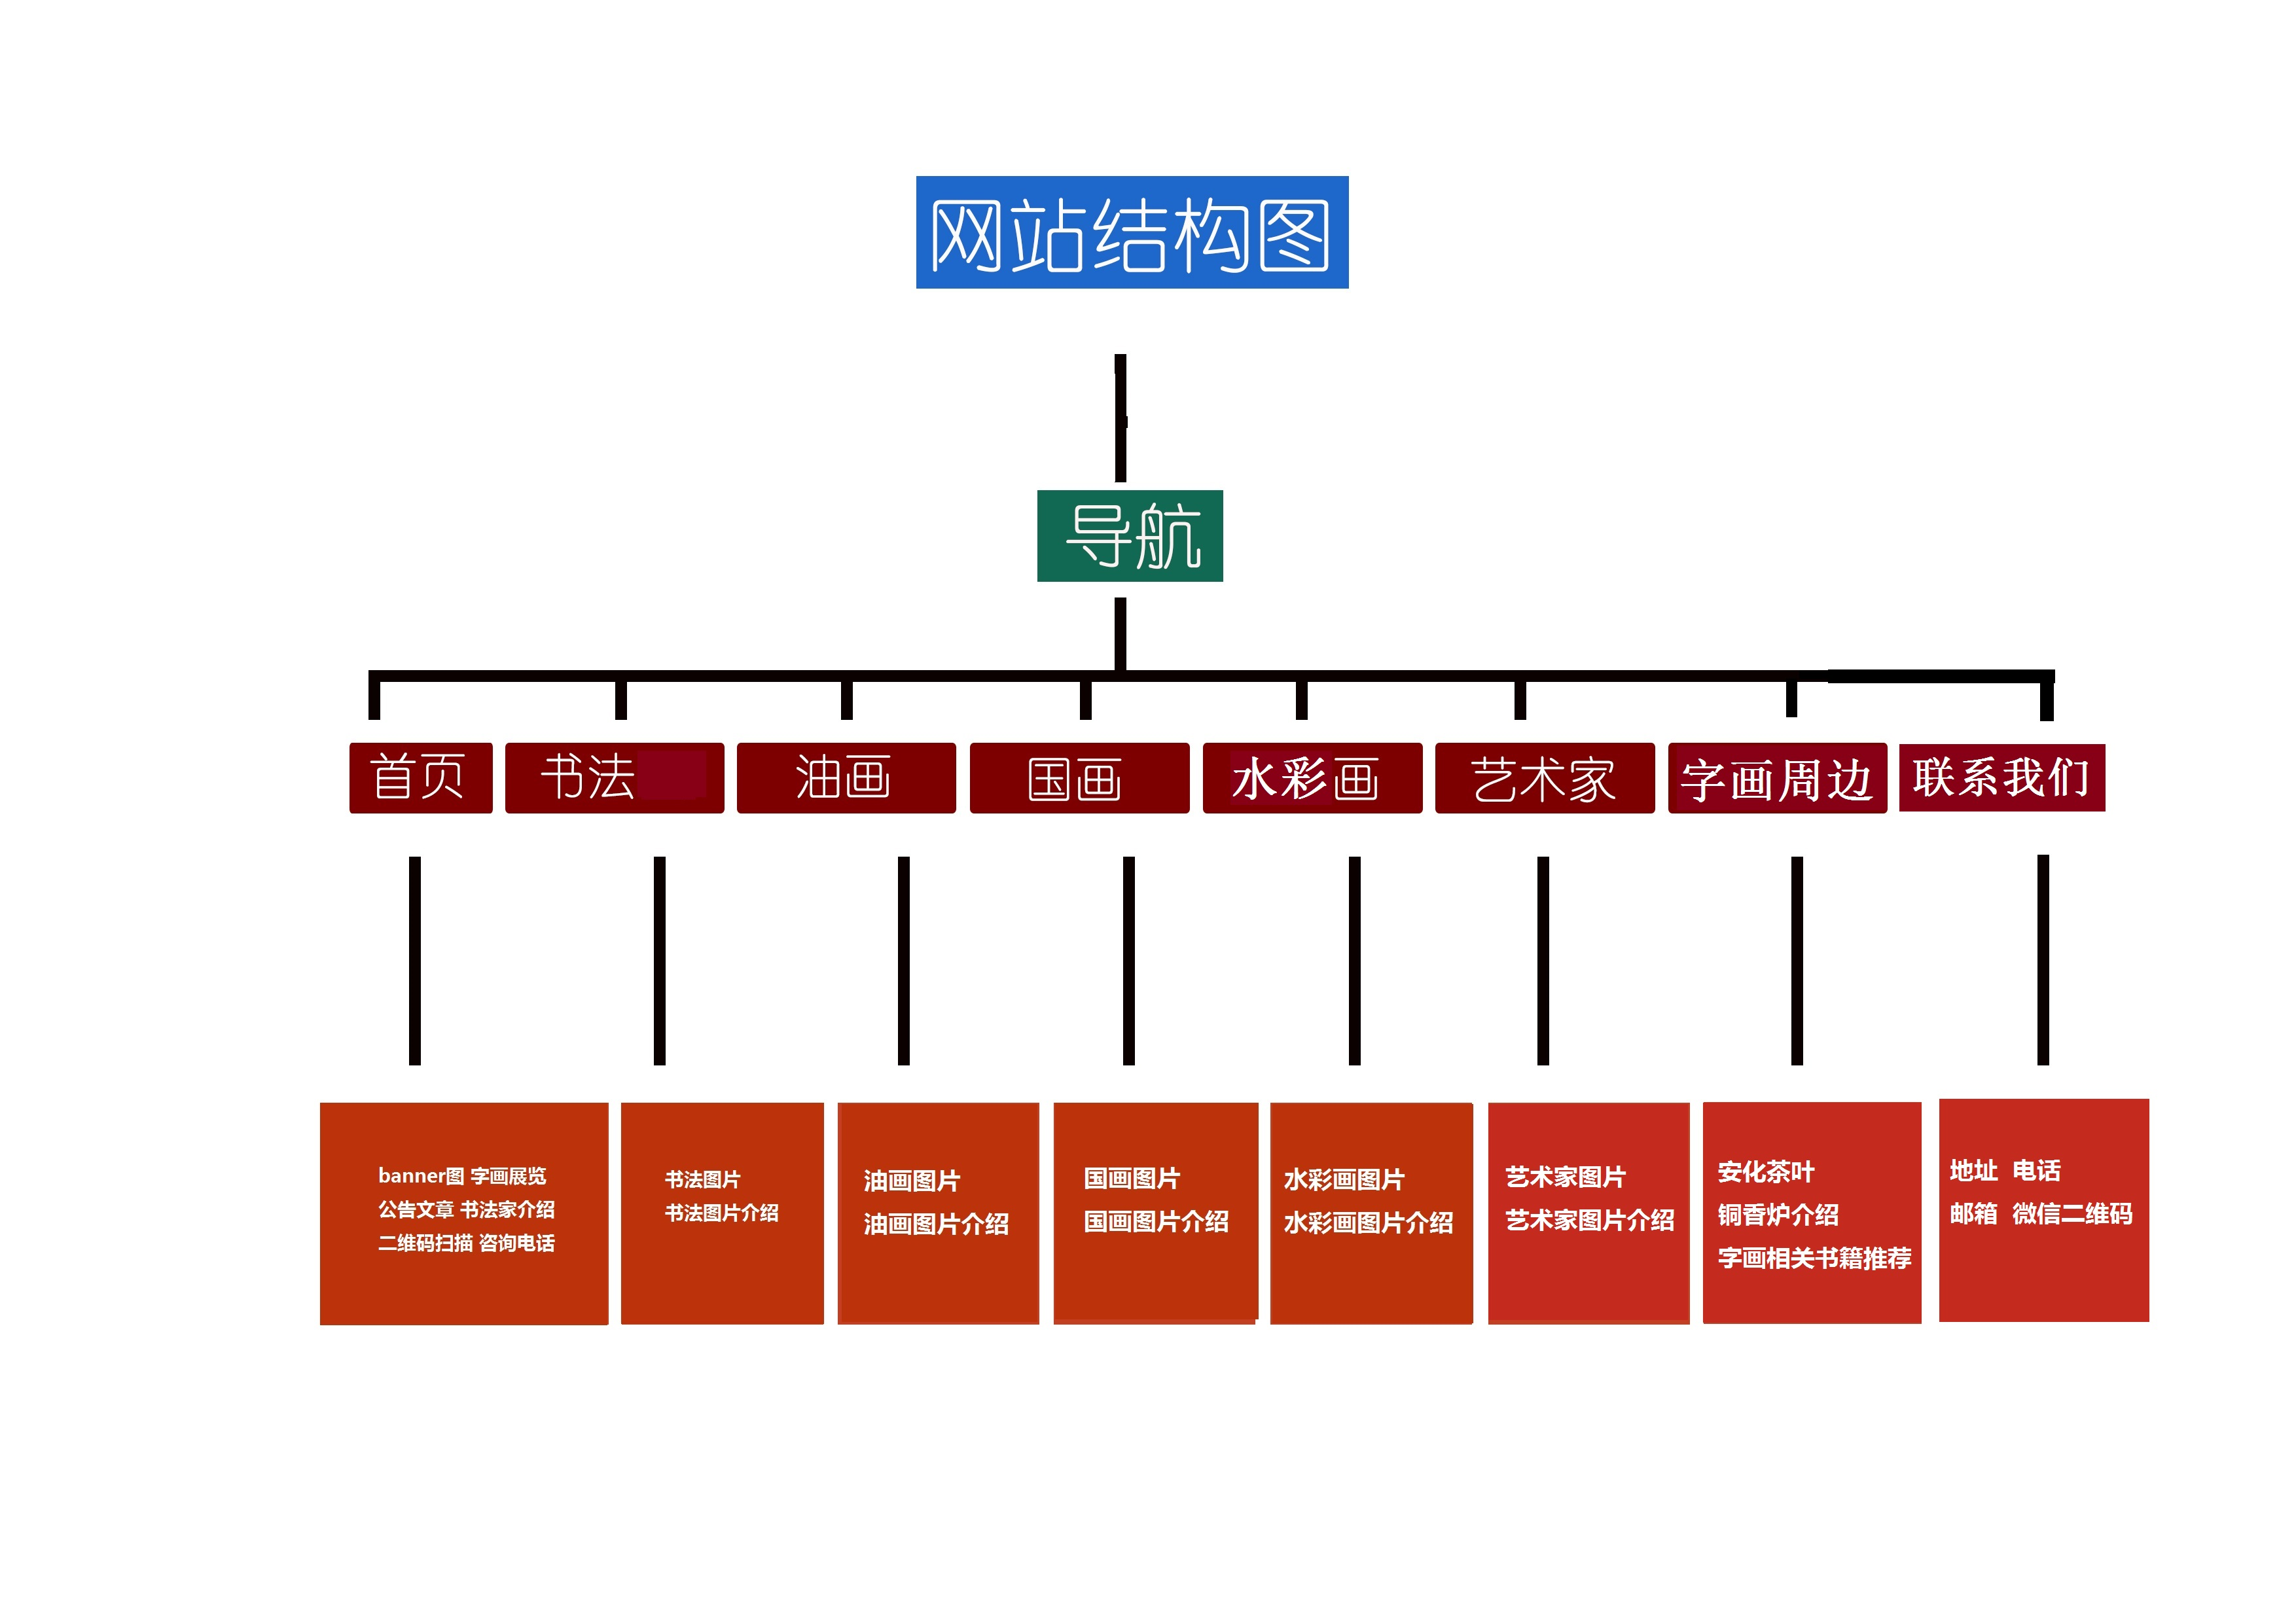 网站结构图
导航
首页
书法
油画
国画
水彩画
艺术家
字画周边
联系我们
banner图 字画展览
公告文章 书法家介绍
二维码扫描 咨询电话
书法图片
书法图片介绍
油画图片
油画图片介绍
国画图片
国画图片介绍
水彩画图片
水彩画图片介绍
艺术家图片
艺术家图片介绍
安化茶叶
铜香炉介绍
字画相关书籍推荐
地址 电话
邮箱 微信二维码